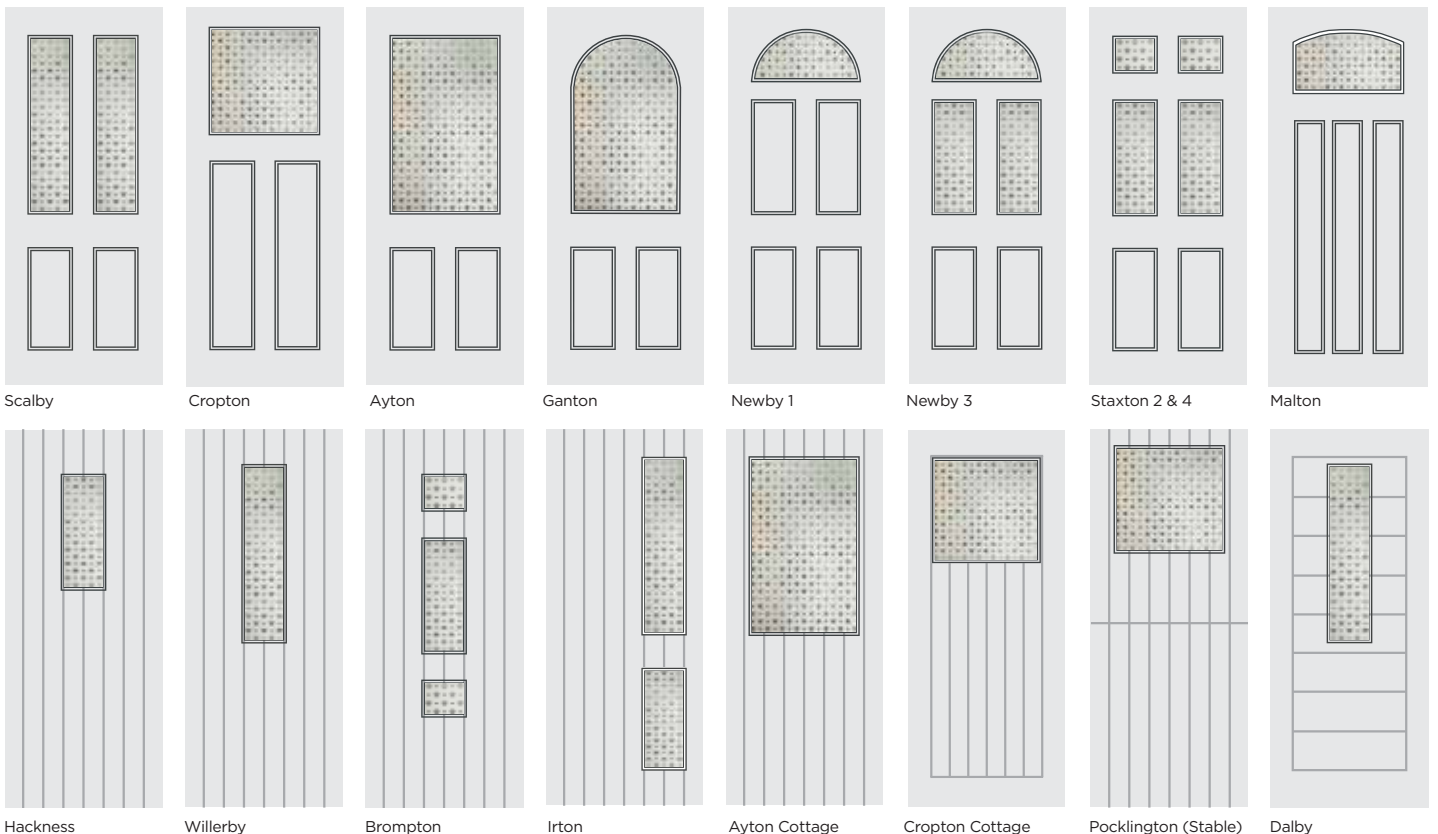 Scalby
Cropton
Ayton
Ganton
Newby 1
Newby 3
Staxton 2 & 4
Malton
Hackness
Willerby
Brompton
Irton
Ayton Cottage
Cropton Cottage
Pocklington (Stable)
Dalby